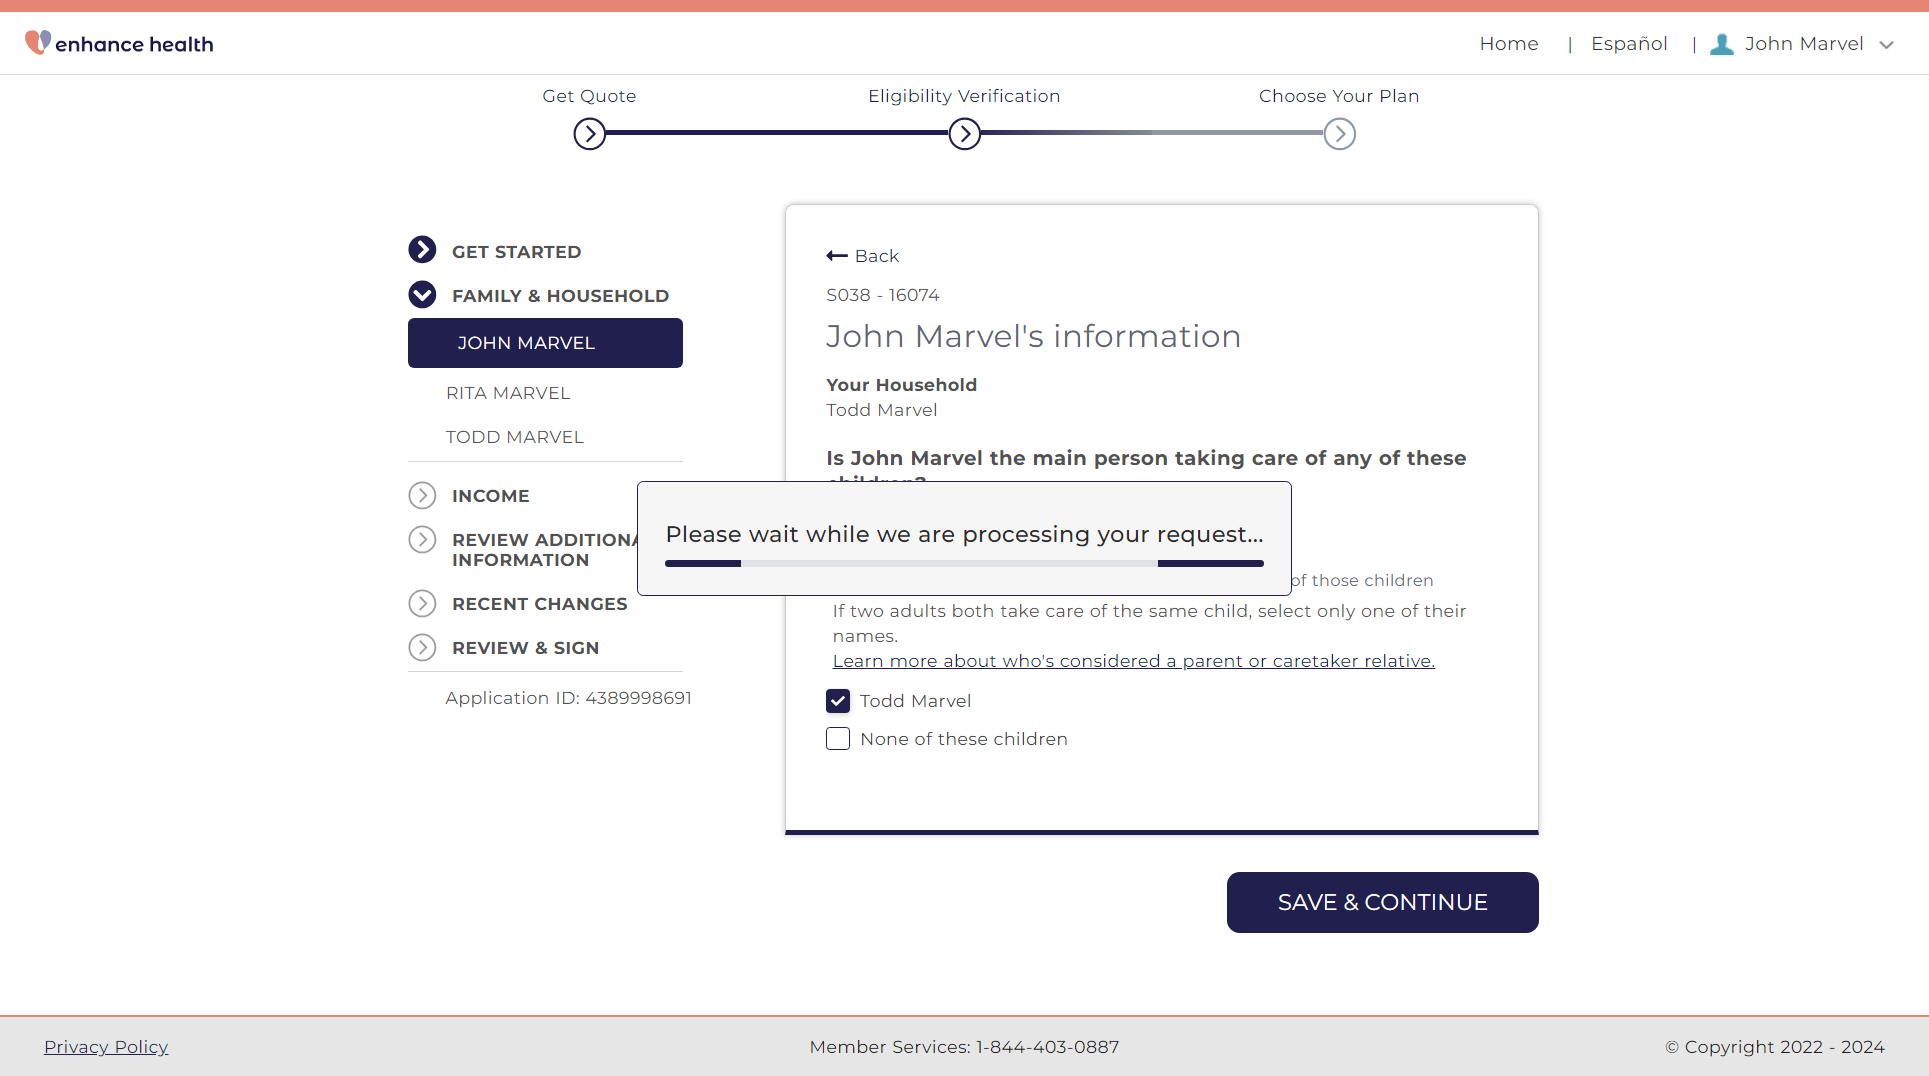 enhance health
Home | Español | John Marvel
Get Quote
Eligibility Verification
Choose Your Plan
GET STARTED
FAMILY & HOUSEHOLD
JOHN MARVEL
RITA MARVEL
TODD MARVEL
INCOME
REVIEW ADDITIONA
INFORMATION
RECENT CHANGES
REVIEW & SIGN
Application ID: 4389998691
Back
S038 - 16074
John Marvel's information
Your Household
Todd Marvel
Is John Marvel the main person taking care of any of these
children?
Please wait while we are processing your request...
of those children
If two adults both take care of the same child, select only one of their
names.
Learn more about who's considered a parent or caretaker relative.
Todd Marvel
None of these children
SAVE & CONTINUE
Privacy Policy
Member Services: 1-844-403-0887
© Copyright 2022 - 2024